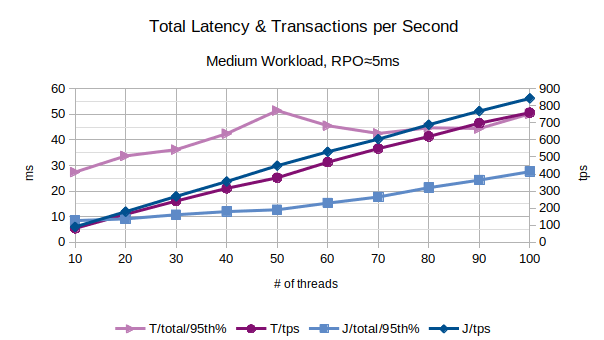 Total Latency & Transactions per Second
Medium Workload, RPO≈5ms
60 900
50 800
40 700
30 600
20 500
10 400
0 300
200
100
0
ms
tps
10 20 30 40 50 60 70 80 90 100
# of threads
T/total/95th% T/tps J/total/95th% J/tps